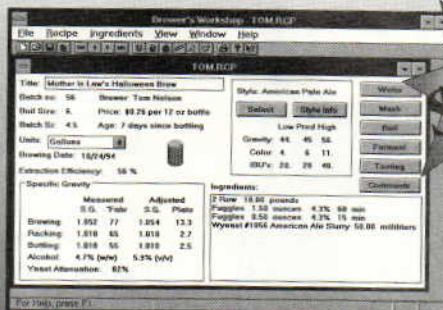 Brewer's Workshop - TOM.RCP
File Recipe Ingredients View Window Help
TOM.RCP
Title: Mother In Law's Halloween Brew
Batch no: 56 Brewer: Tom Nelson
Boil Size: 6. Price: $0.26 per 12 oz bottle
Batch Sz: 4.5 Age: 7 days since bottling
Units: Gallons
Brewing Date: 10/24/94
Extraction Efficiency: 56 %
Style: American Pale Ale
Select Style Info
Low Pred High
Gravity: 44. 45 56.
Color: 4. 6 11.
IBU's: 20. 28 40.
Water
Mash
Boil
Ferment
Tasting
Comments
Specific Gravity
Measured Adjusted
S.G. °Fahr S.G. Plato
Brewing: 1.052 77 1.054 13.3
Racking: 1.010 65 1.010 2.7
Bottling: 1.010 55 1.010 2.5
Alcohol: 4.7% (w/w) 5.9% (v/v)
Yeast Attenuation: 82%
Ingredients:
2 Row 10.00 pounds
Fuggles 1.50 ounces 4.3% 60 min
Fuggles 0.50 ounces 4.3% 15 min
Wyeast #1056 American Ale Slurry 50.00 milliliters
For Help, press F1